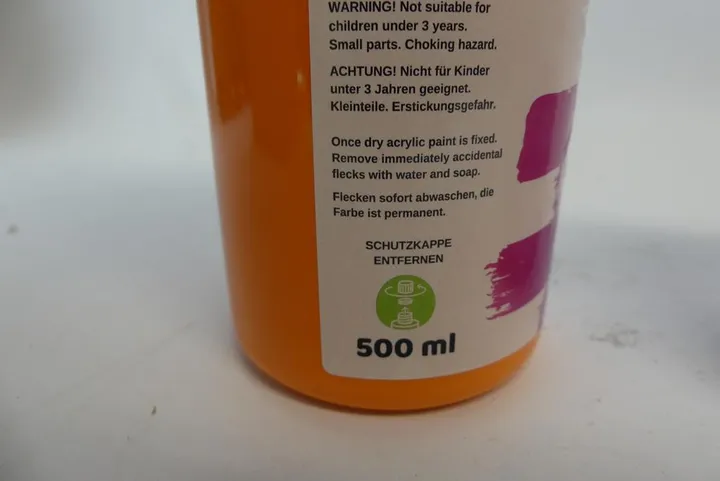 WARNING! Not suitable for
children under 3 years.
Small parts. Choking hazard.
ACHTUNG! Nicht für Kinder
unter 3 Jahren geeignet.
Kleinteile. Erstickungsgefahr.
Once dry acrylic paint is fixed.
Remove immediately accidental
flecks with water and soap.
Flecken sofort abwaschen, die
Farbe ist permanent.
SCHUTZKAPPE
ENTFERNEN
500 ml